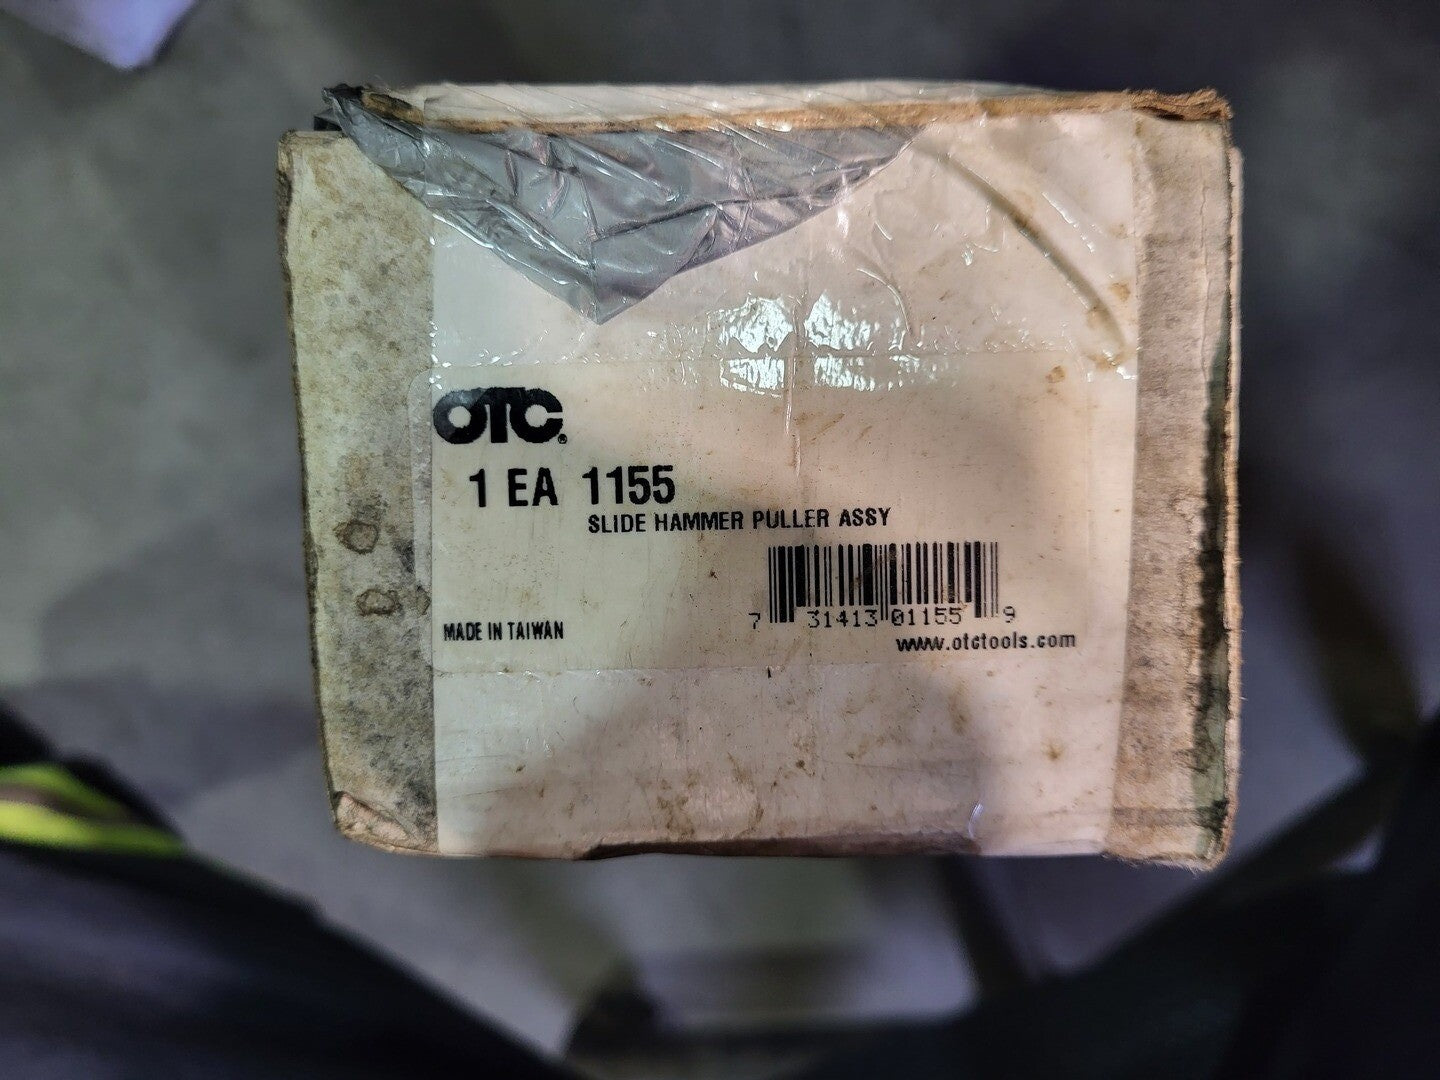 OTC®
1 EA 1155
SLIDE HAMMER PULLER ASSY
7 31413 01155 9
MADE IN TAIWAN
www.otctools.com